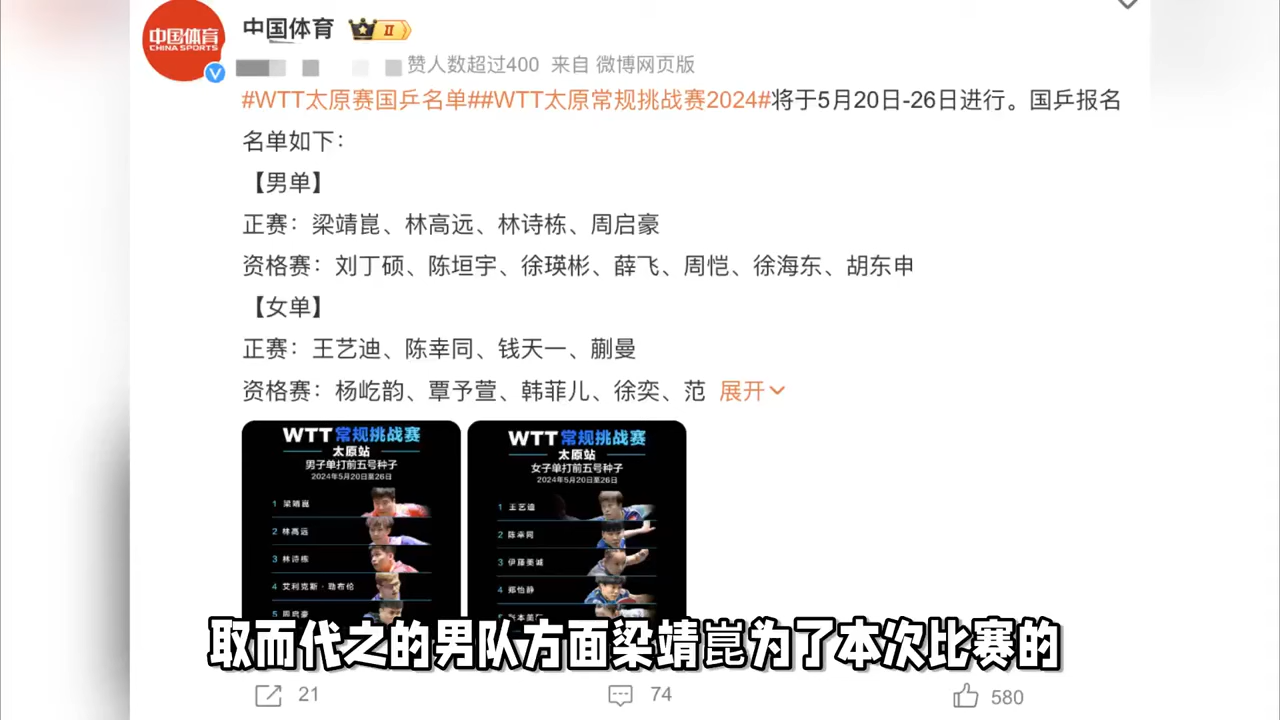 中国体育
中国体育
CHINA SPORTS
II
赞人数超过400 来自 微博网页版
#WTT太原赛国乒名单##WTT太原常规挑战赛2024#将于5月20日-26日进行。国乒报名
名单如下：
【男单】
正赛：梁靖崑、林高远、林诗栋、周启豪
资格赛：刘丁硕、陈垣宇、徐瑛彬、薛飞、周恺、徐海东、胡东申
【女单】
正赛：王艺迪、陈幸同、钱天一、蒯曼
资格赛：杨屹韵、覃予萱、韩菲儿、徐奕、范 展开
WTT常规挑战赛
太原站
男子单打前五号种子
2024年5月20日至26日
1 梁靖崑
2 林高远
3 林诗栋
4 艾利克斯·勒布伦
5 周启豪
WTT常规挑战赛
太原站
女子单打前五号种子
2024年5月20日至26日
1 王艺迪
2 陈幸同
3 伊藤美诚
4 郑怡静
取而代之的男队方面梁靖崑为了本次比赛的
21
74
580